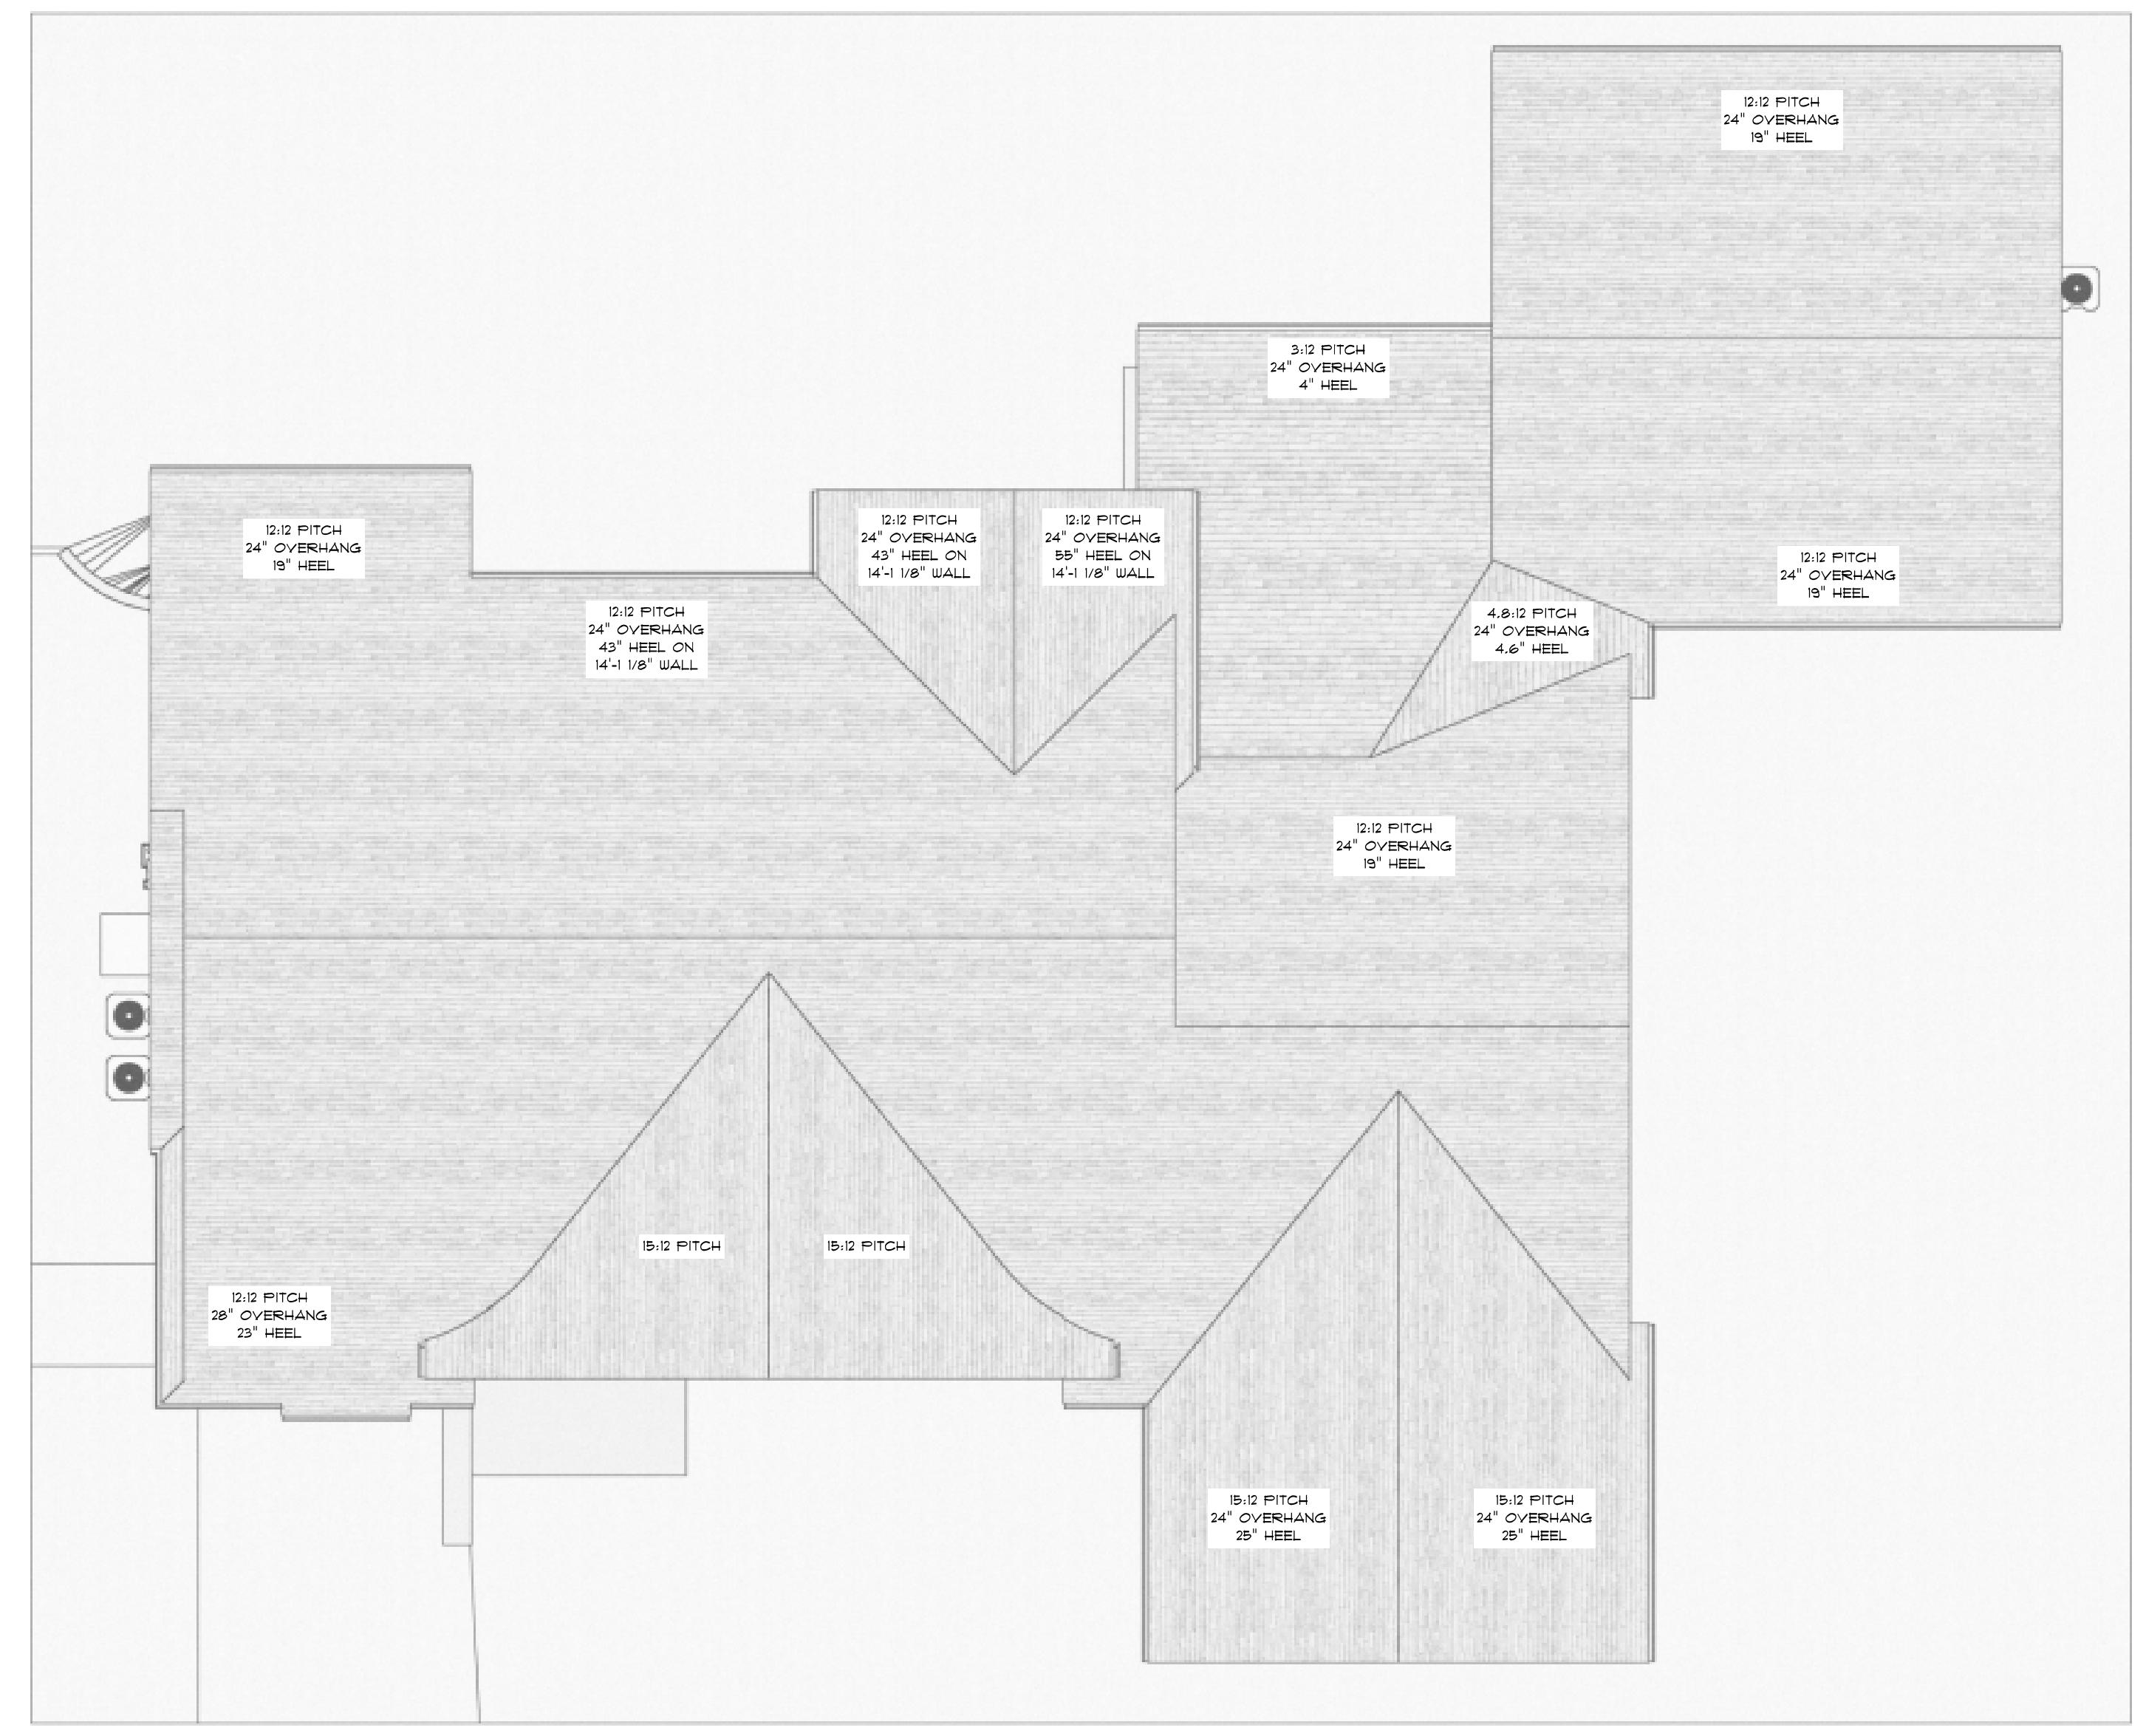 12:12 PITCH
24" OVERHANG
19" HEEL
3:12 PITCH
24" OVERHANG
4" HEEL
12:12 PITCH
24" OVERHANG
19" HEEL
12:12 PITCH
24" OVERHANG
43" HEEL ON
14'-1 1/8" WALL
12:12 PITCH
24" OVERHANG
55" HEEL ON
14'-1 1/8" WALL
12:12 PITCH
24" OVERHANG
19" HEEL
12:12 PITCH
24" OVERHANG
43" HEEL ON
14'-1 1/8" WALL
4.8:12 PITCH
24" OVERHANG
4.6" HEEL
12:12 PITCH
24" OVERHANG
19" HEEL
15:12 PITCH
15:12 PITCH
12:12 PITCH
28" OVERHANG
23" HEEL
15:12 PITCH
24" OVERHANG
25" HEEL
15:12 PITCH
24" OVERHANG
25" HEEL